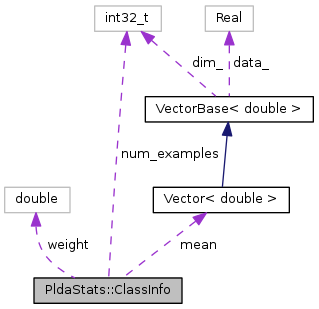 int32_t
Real
dim_
data_
VectorBase< double >
num_examples
double
Vector< double >
weight
mean
PldaStats::ClassInfo